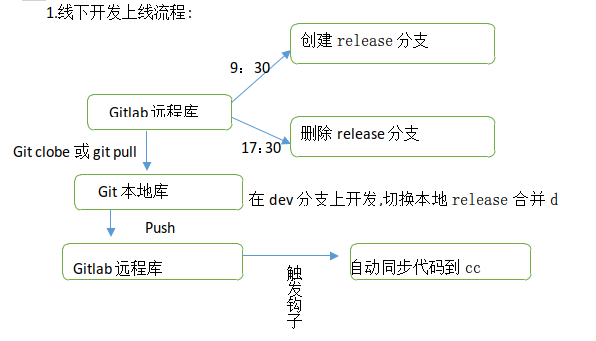 1.线下开发上线流程：
创建 release 分支
9：30
Gitlab 远程库
删除 release 分支
17：30
Git clobe 或 git pull
Git 本地库
在 dev 分支上开发,切换本地 release 合并 d
Push
Gitlab 远程库
触发钩子
自动同步代码到 cc